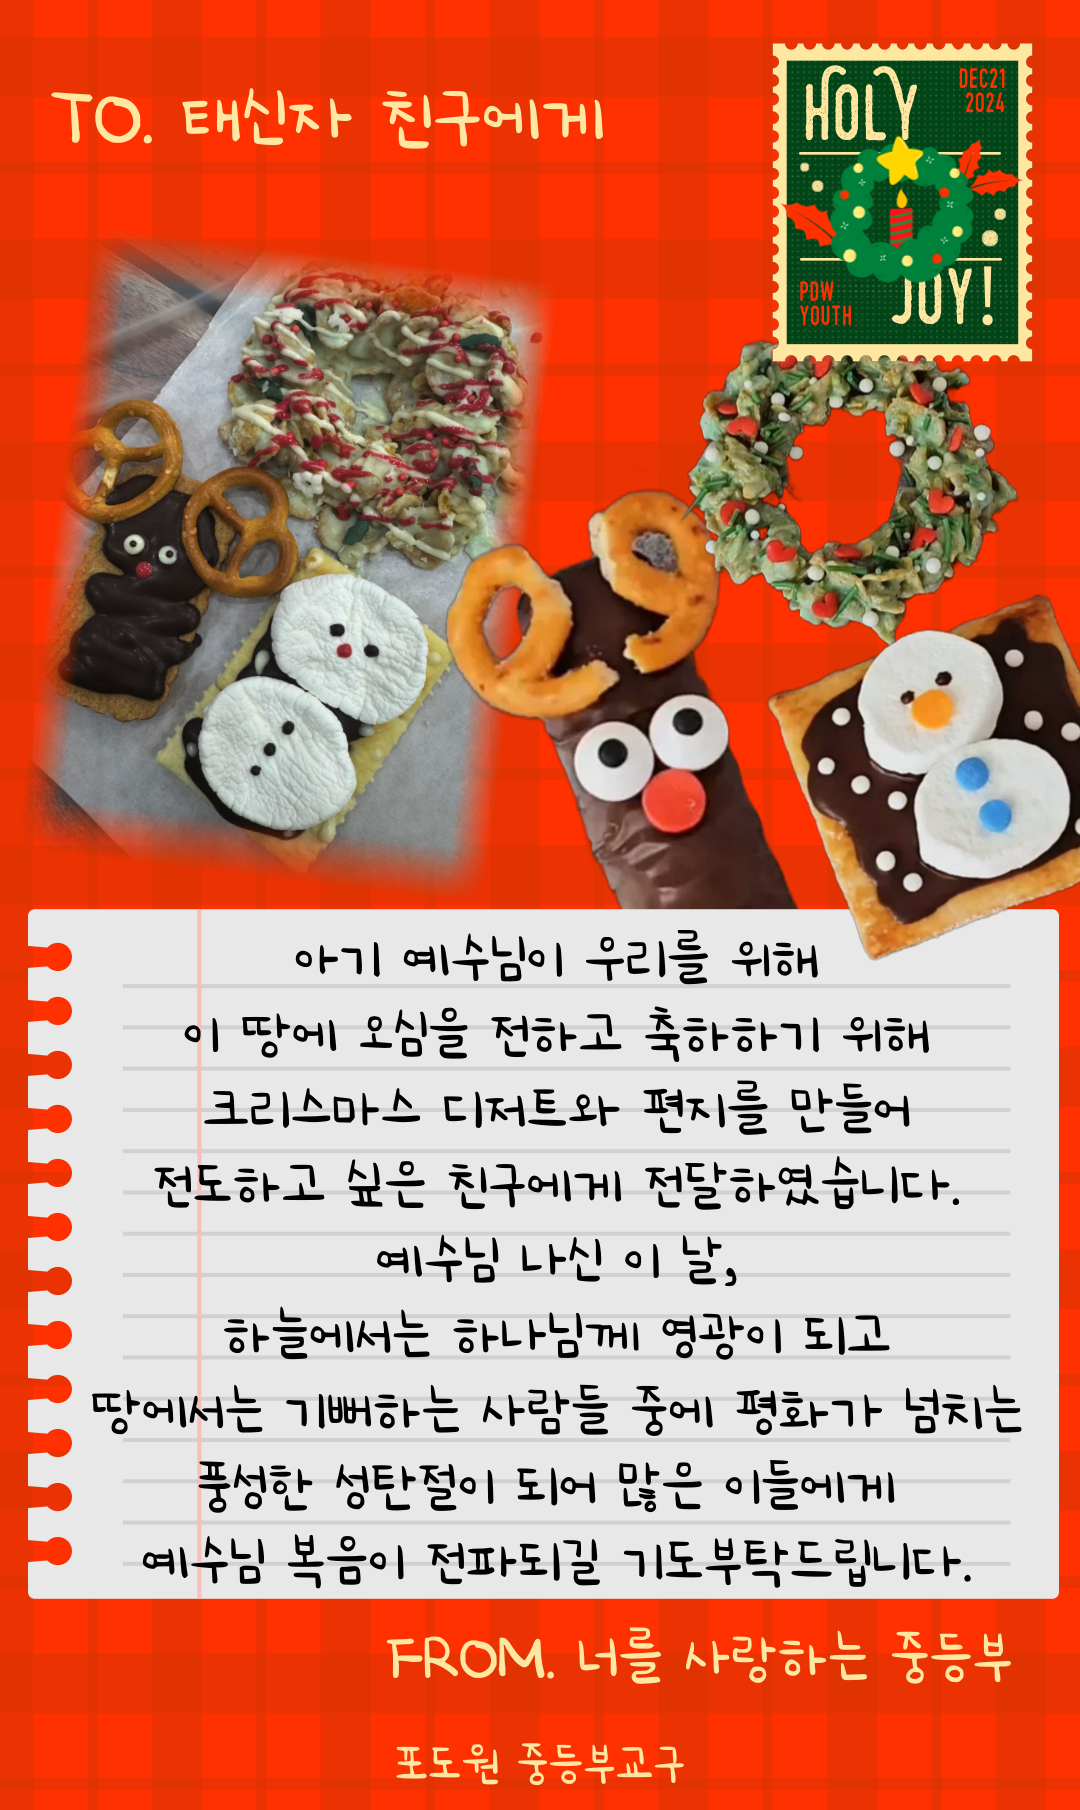 TO. 태신자 친구에게
HOLY
DEC21
2024
PDW
YOUTH
JOY!
아기 예수님이 우리를 위해
이 땅에 오심을 전하고 축하하기 위해
크리스마스 디저트와 편지를 만들어
전도하고 싶은 친구에게 전달하였습니다.
예수님 나신 이 날,
하늘에서는 하나님께 영광이 되고
땅에서는 기뻐하는 사람들 중에 평화가 넘치는
풍성한 성탄절이 되어 많은 이들에게
예수님 복음이 전파되길 기도부탁드립니다.
FROM. 너를 사랑하는 중등부
포도원 중등부교구